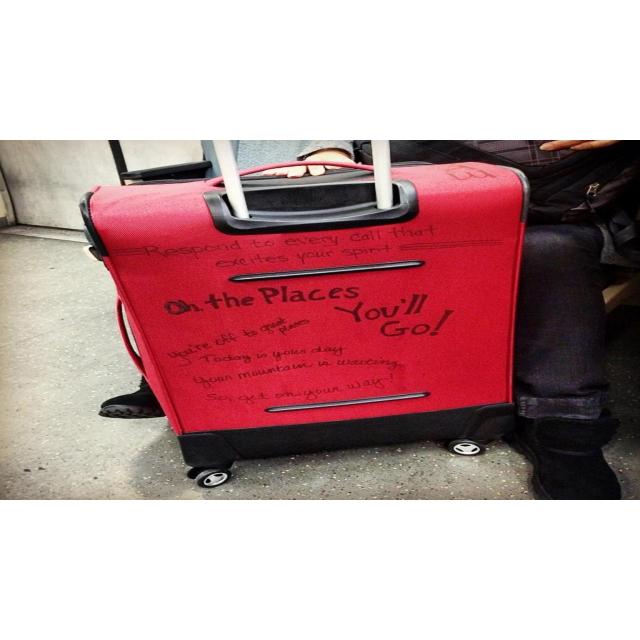 Respond to every call that
excites your spirit
Oh, the Places
You'll
Go!
you're off to great
places
Today is your day
Your mountain is waiting,
So, get on your way!